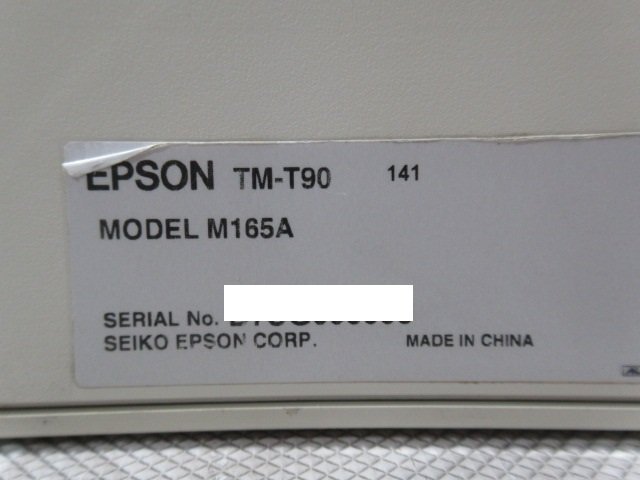 EPSON TM-T90 141
MODEL M165A
SERIAL No.
SEIKO EPSON CORP. MADE IN CHINA